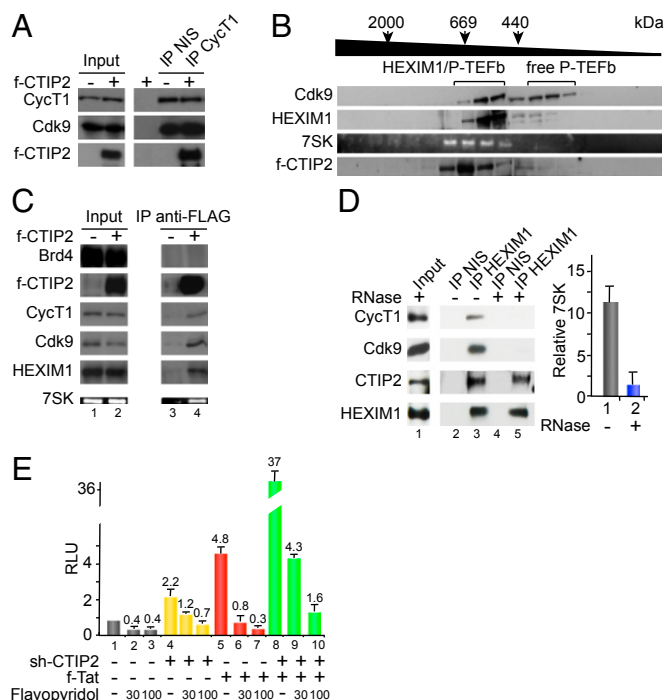 A
Input
IP NIS
IP CycT1
f-CTIP2 - + + - +
CycT1
Cdk9
f-CTIP2
B
2000 669 440 kDa
HEXIM1/P-TEFb free P-TEFb
Cdk9
HEXIM1
7SK
f-CTIP2
C
Input IP anti-FLAG
f-CTIP2 - + - +
Brd4
f-CTIP2
CycT1
Cdk9
HEXIM1
7SK
1 2 3 4
D
Input
IP NIS
IP HEXIM1
IP NIS
IP HEXIM1
RNase + - - + +
CycT1
Cdk9
CTIP2
HEXIM1
1 2 3 4 5
Relative 7SK
15
10
5
0
1 2
RNase - +
E
RLU
36
4
2
0
37
4.8
4.3
2.2
1.2
0.7
0.4 0.4
0.8
0.3
1.6
1 2 3 4 5 6 7 8 9 10
sh-CTIP2 - - - + + + - - - + + +
f-Tat - - - - - - + + + + + +
Flavopyridol - 30 100 - 30 100 - 30 100 - 30 100